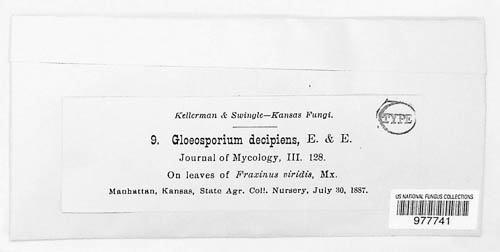 Kellerman & Swingle—Kansas Fungi.
TYPE
9. Gloeosporium decipiens, E. & E.
Journal of Mycology, III. 128.
On leaves of Fraxinus viridis, Mx.
Manhattan, Kansas, State Agr. Coll. Nursery, July 30, 1887.
US NATIONAL FUNGUS COLLECTIONS
977741